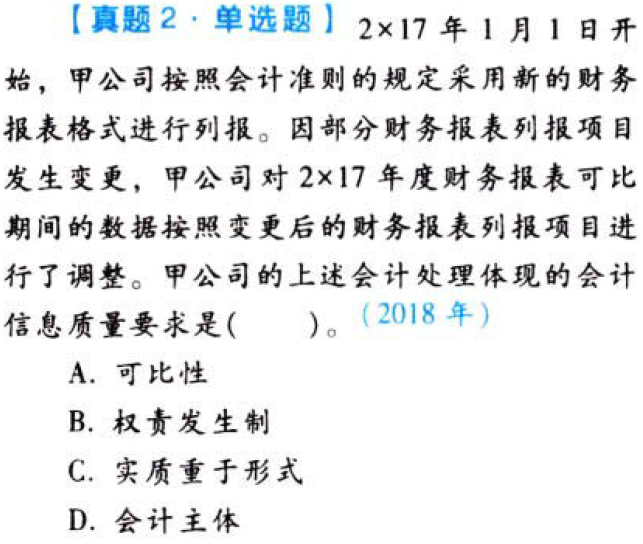 【真题2·单选题】 2×17 年 1 月 1 日开
始，甲公司按照会计准则的规定采用新的财务
报表格式进行列报。因部分财务报表列报项目
发生变更，甲公司对 2×17 年度财务报表可比
期间的数据按照变更后的财务报表列报项目进
行了调整。甲公司的上述会计处理体现的会计
信息质量要求是(  )。(2018 年)
A. 可比性
B. 权责发生制
C. 实质重于形式
D. 会计主体